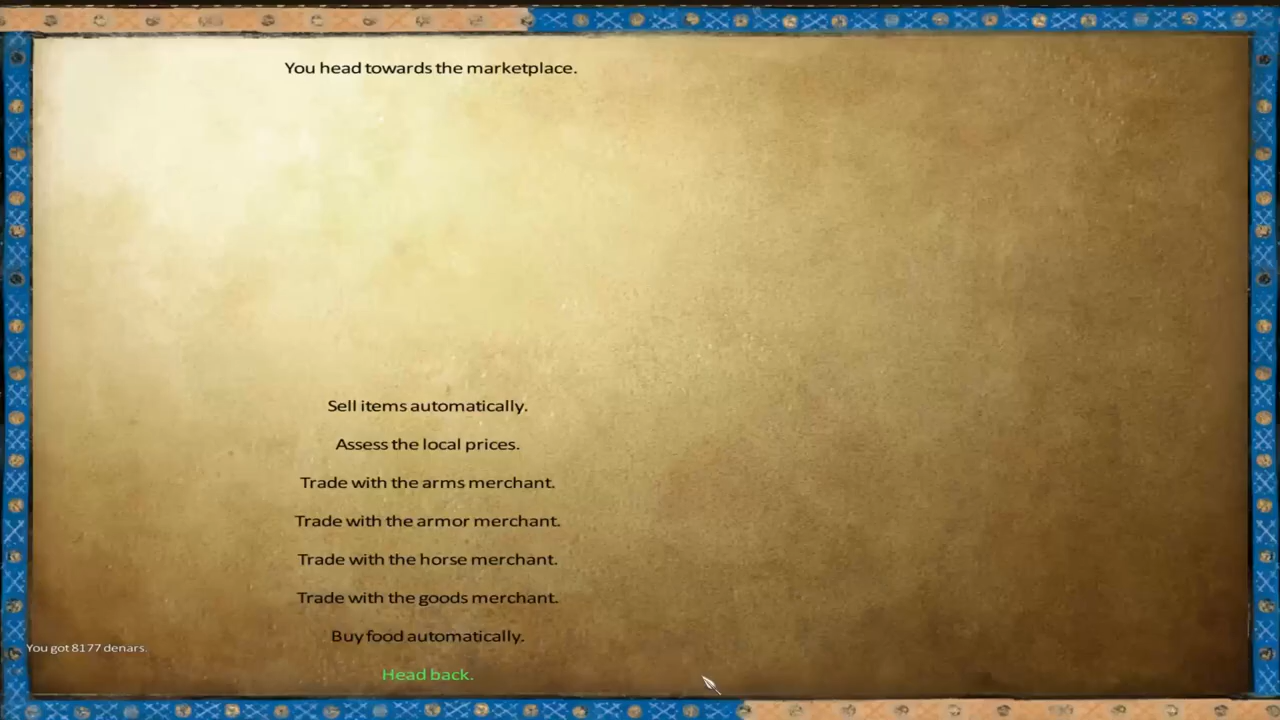 You head towards the marketplace.
Sell items automatically.
Assess the local prices.
Trade with the arms merchant.
Trade with the armor merchant.
Trade with the horse merchant.
Trade with the goods merchant.
Buy food automatically.
You got 8177 denars.
Head back.